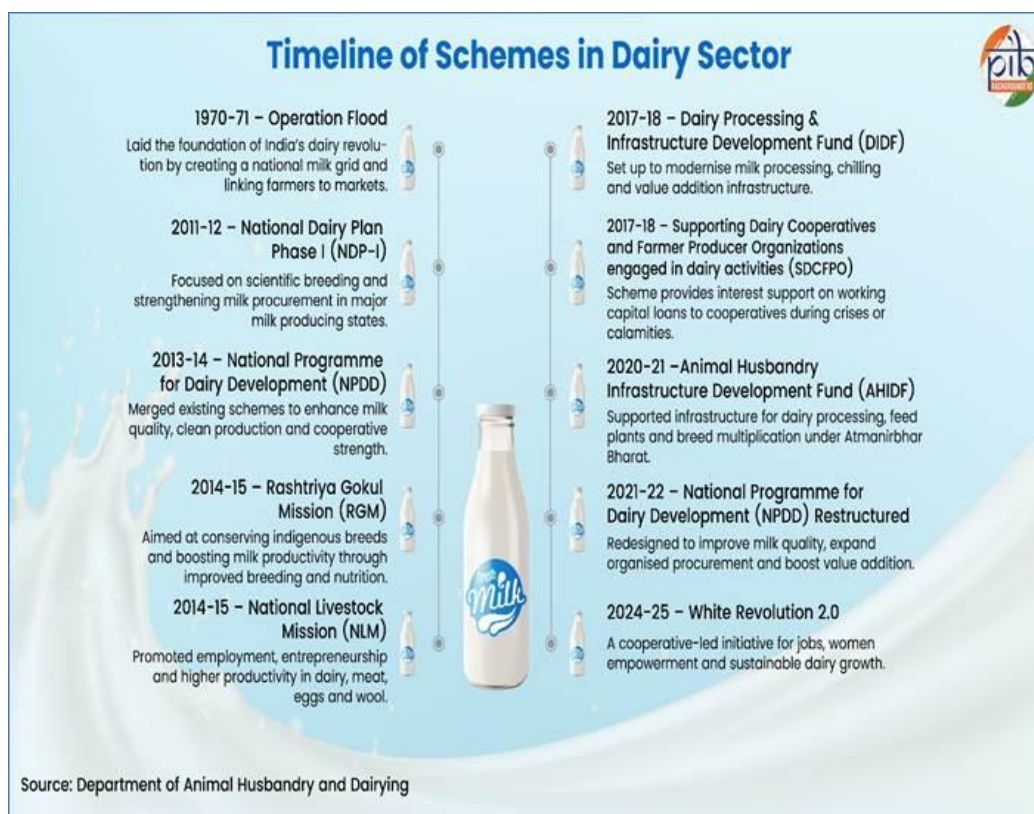 Timeline of Schemes in Dairy Sector
pib
BACKGROUNDERS
1970-71 – Operation Flood
Laid the foundation of India's dairy revolu-
tion by creating a national milk grid and
linking farmers to markets.
2011-12 – National Dairy Plan
Phase I (NDP-I)
Focused on scientific breeding and
strengthening milk procurement in major
milk producing states.
2013-14 – National Programme
for Dairy Development (NPDD)
Merged existing schemes to enhance milk
quality, clean production and cooperative
strength.
2014-15 – Rashtriya Gokul
Mission (RGM)
Aimed at conserving indigenous breeds
and boosting milk productivity through
improved breeding and nutrition.
2014-15 – National Livestock
Mission (NLM)
Promoted employment, entrepreneurship
and higher productivity in dairy, meat,
eggs and wool.
Fresh
Milk
2017-18 – Dairy Processing &
Infrastructure Development Fund (DIDF)
Set up to modernise milk processing, chilling
and value addition infrastructure.
2017-18 – Supporting Dairy Cooperatives
and Farmer Producer Organizations
engaged in dairy activities (SDCFPO)
Scheme provides interest support on working
capital loans to cooperatives during crises or
calamities.
2020-21 –Animal Husbandry
Infrastructure Development Fund (AHIDF)
Supported infrastructure for dairy processing, feed
plants and breed multiplication under Atmanirbhar
Bharat.
2021-22 – National Programme for
Dairy Development (NPDD) Restructured
Redesigned to improve milk quality, expand
organised procurement and boost value addition.
2024-25 – White Revolution 2.0
A cooperative-led initiative for jobs, women
empowerment and sustainable dairy growth.
Source: Department of Animal Husbandry and Dairying